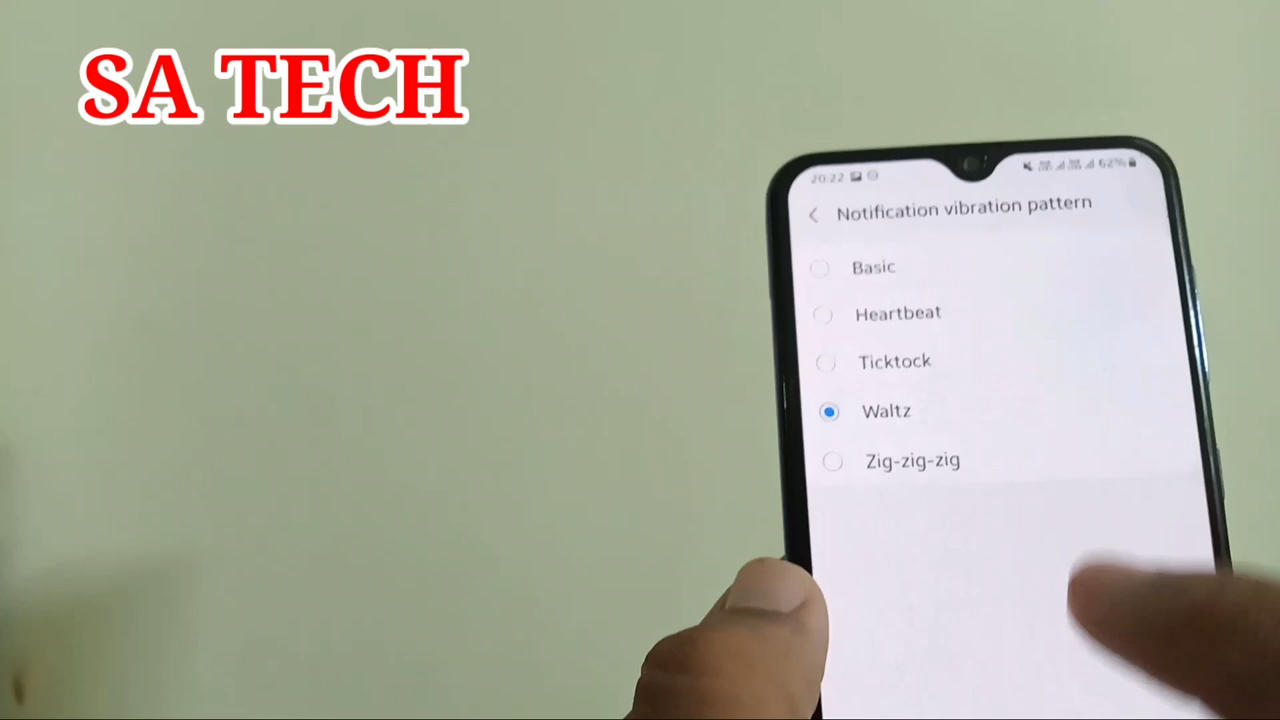 SA TECH
20:22 62%
Notification vibration pattern
Basic
Heartbeat
Ticktock
Waltz
Zig-zig-zig